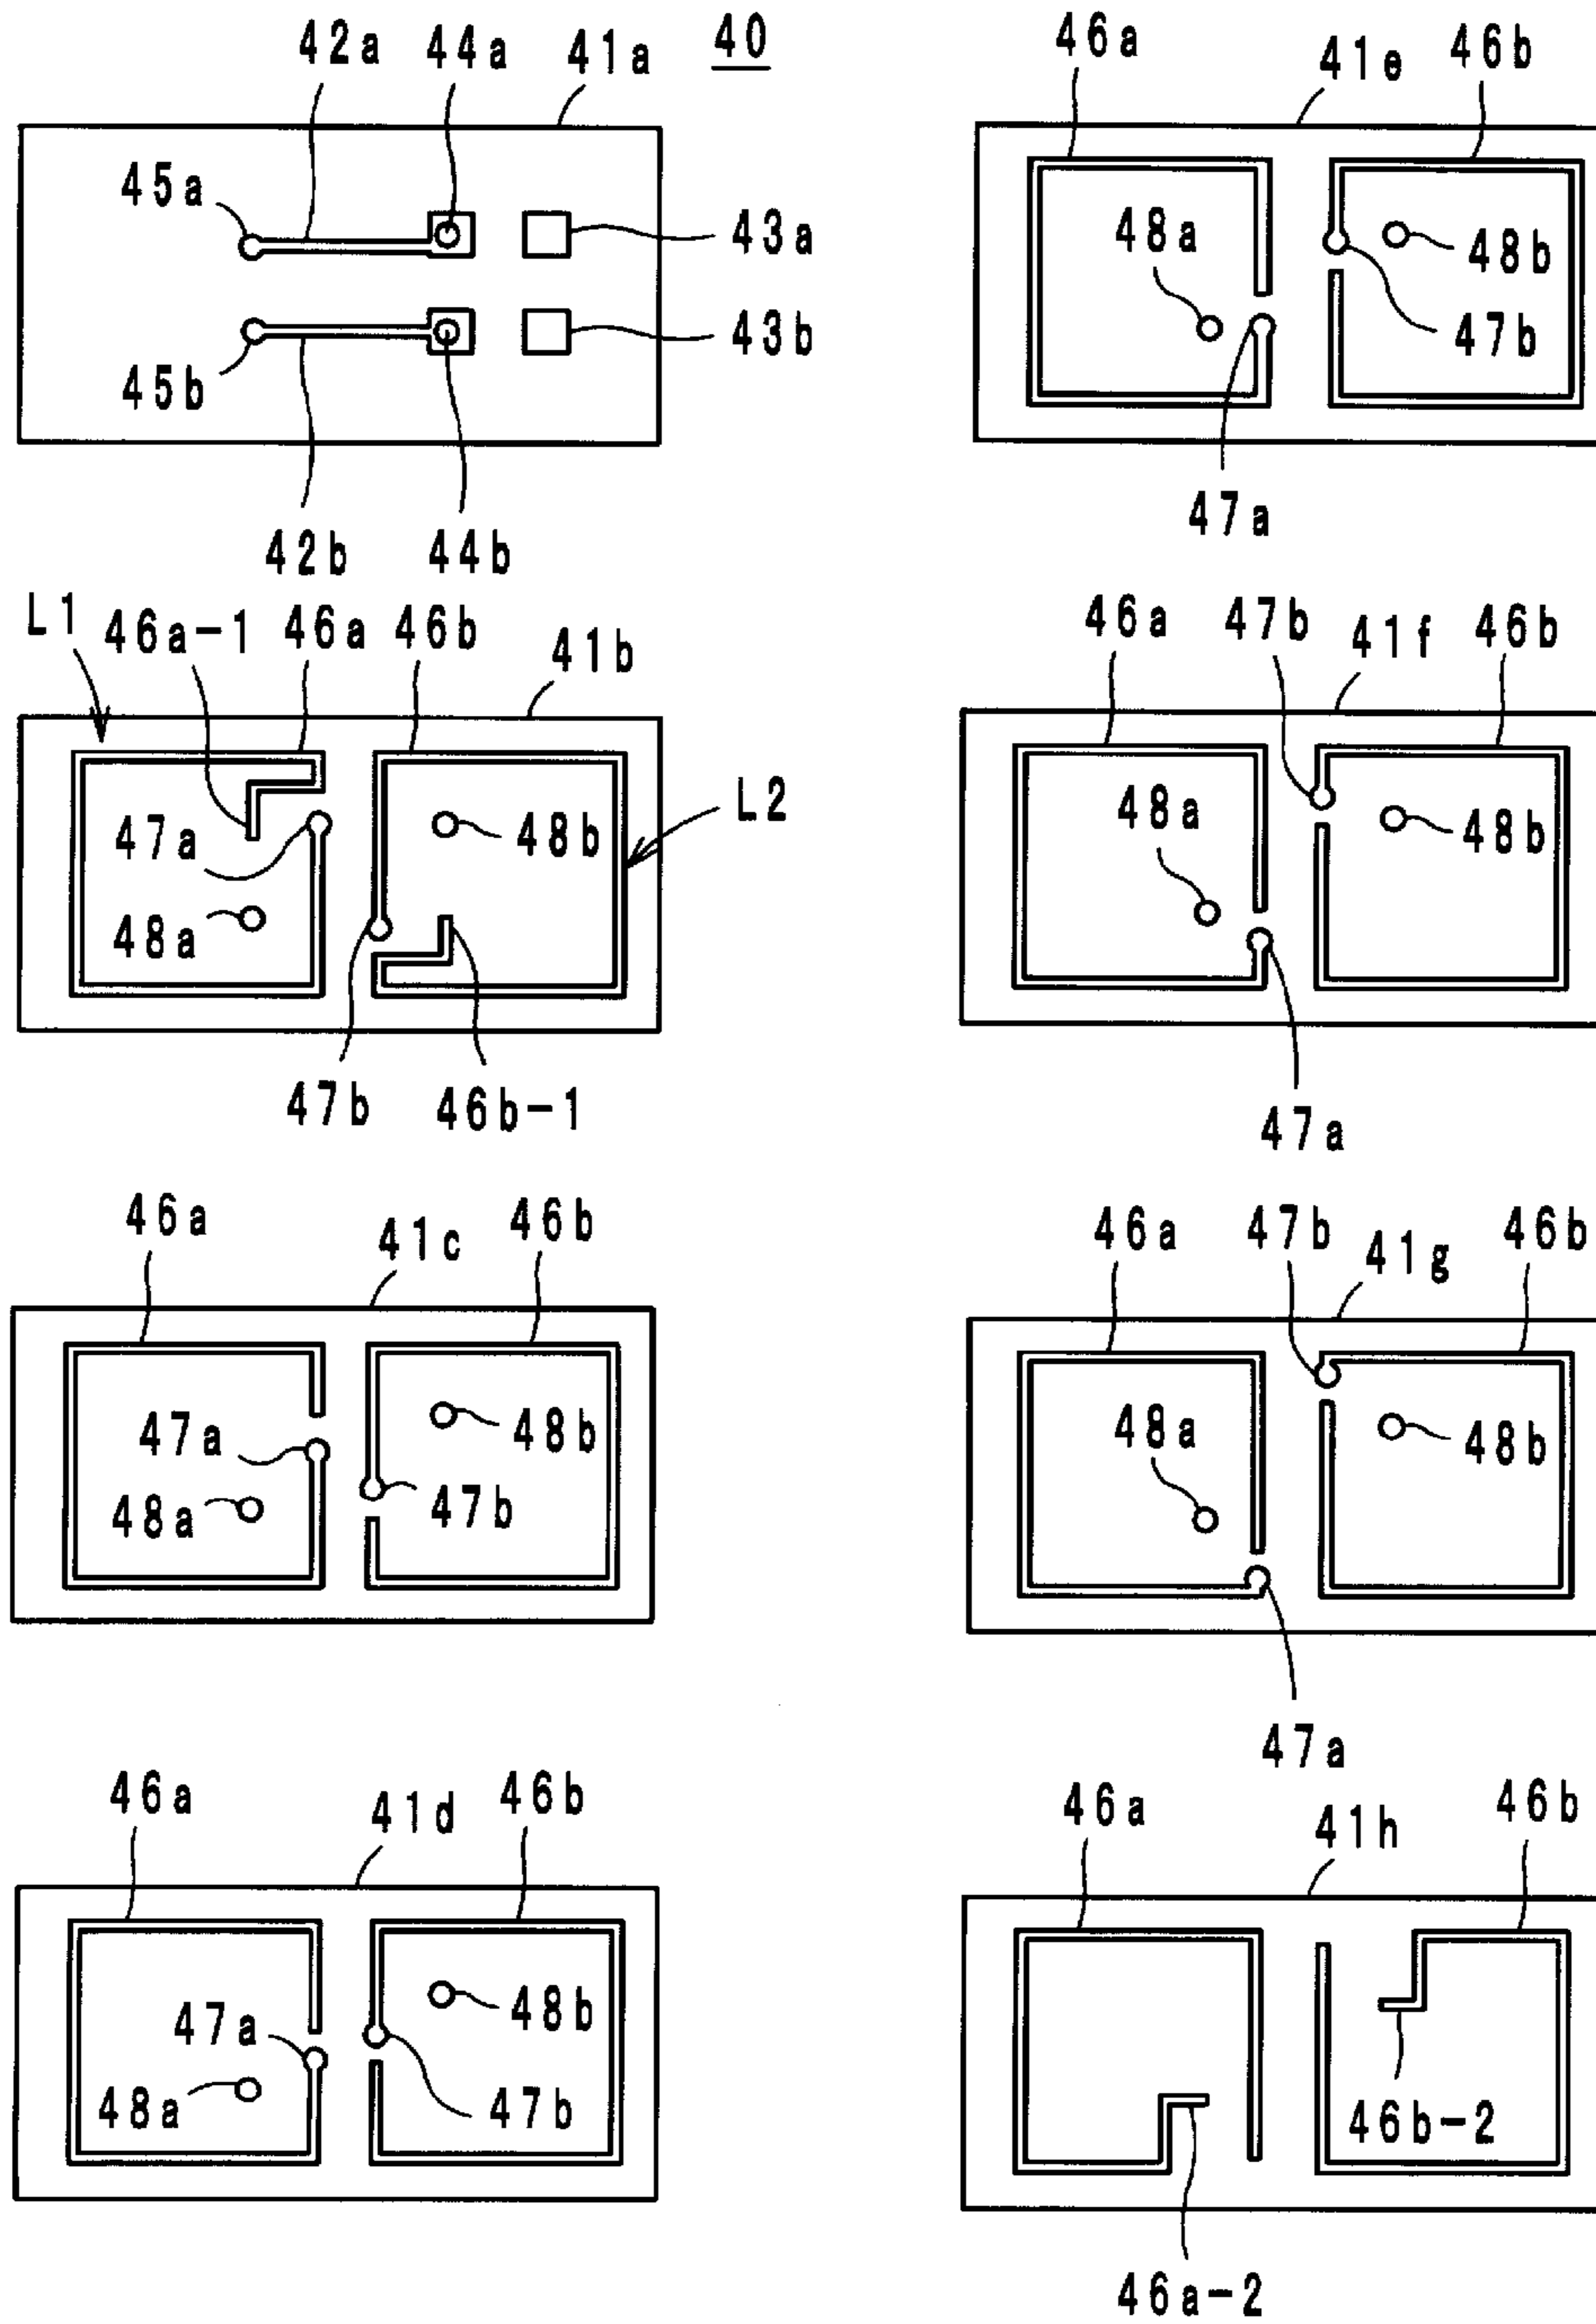 40
42a 44a 41a
45a
43a
43b
45b
42b 44b
46a 41e 46b
48a 48b
47b
47a
L1 46a-1 46a 46b 41b
L2
47a 48b
48a
47b 46b-1
46a 47b 41f 46b
48a 48b
47a
46a 41c 46b
47a 48b
48a 47b
46a 47b 41g 46b
48a 48b
47a
46a 41d 46b
47a 48b
48a 47b
46a 41h 46b
46b-2
46a-2